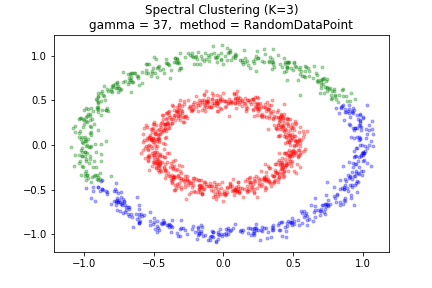 Spectral Clustering (K=3)
gamma = 37,  method = RandomDataPoint
1.0
0.5
0.0
−0.5
−1.0
−1.0 −0.5 0.0 0.5 1.0